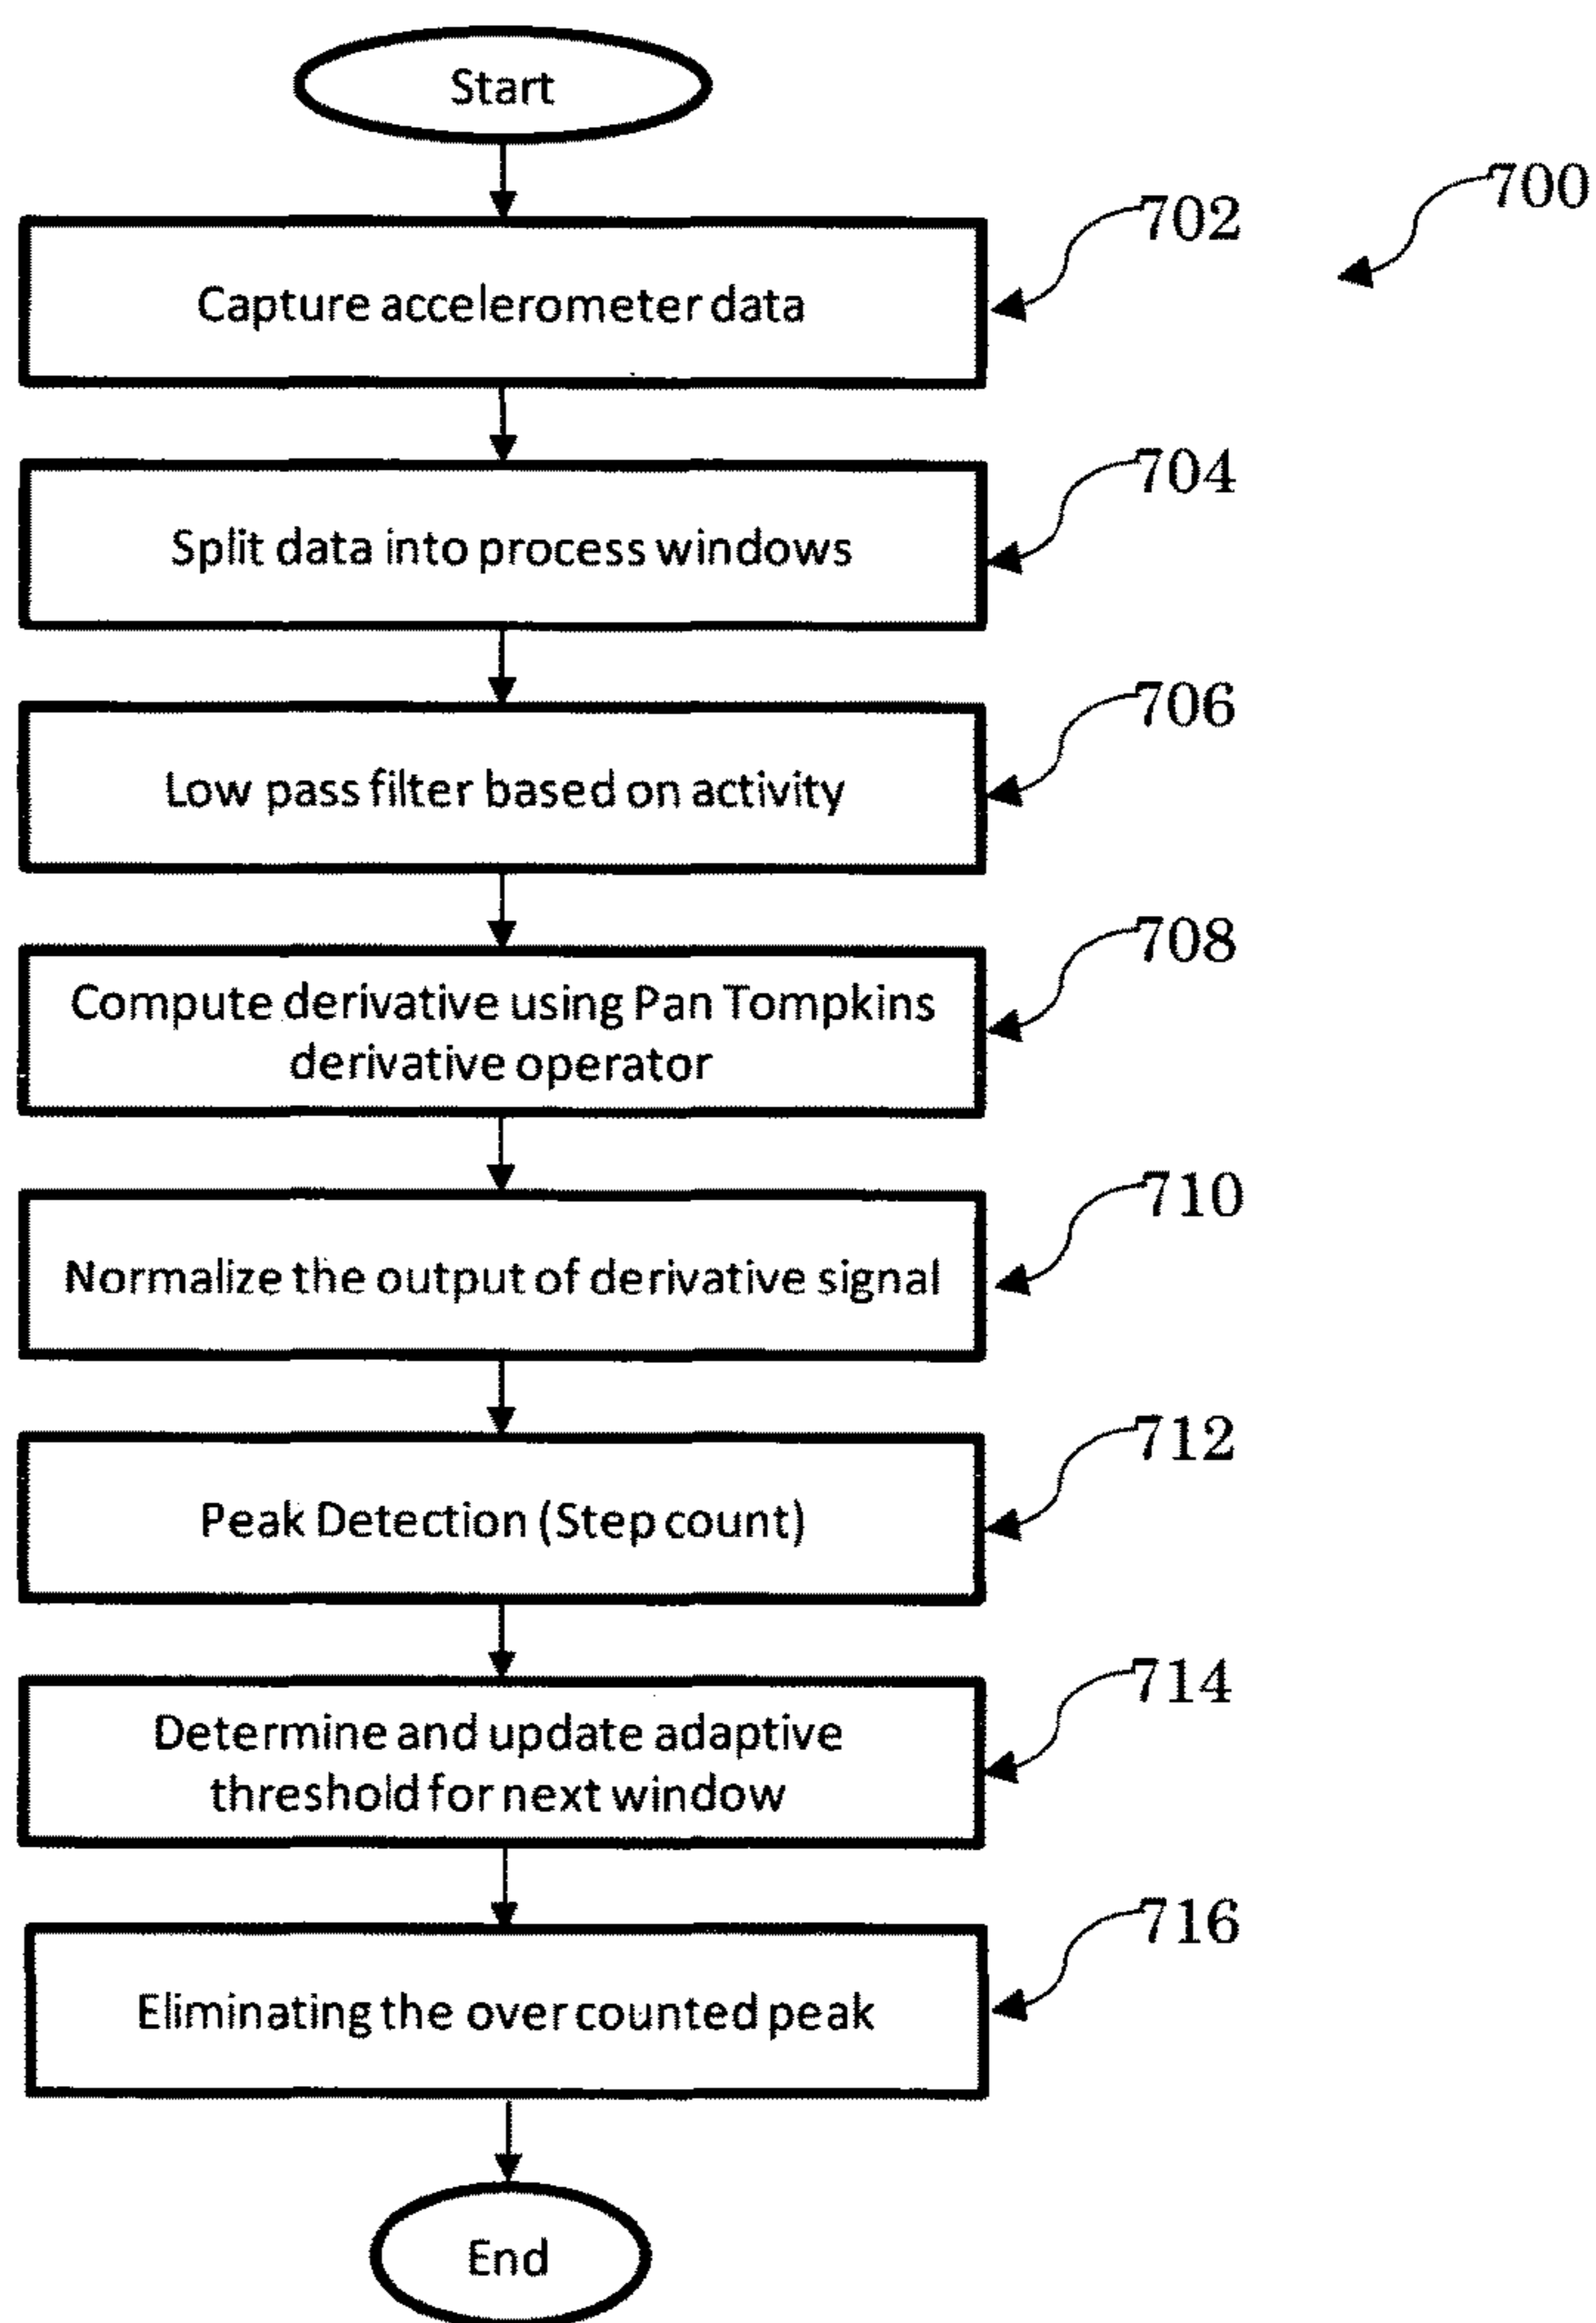 Start
700
702
Capture accelerometer data
704
Split data into process windows
706
Low pass filter based on activity
708
Compute derivative using Pan Tompkins
derivative operator
710
Normalize the output of derivative signal
712
Peak Detection (Step count)
714
Determine and update adaptive
threshold for next window
716
Eliminating the over counted peak
End